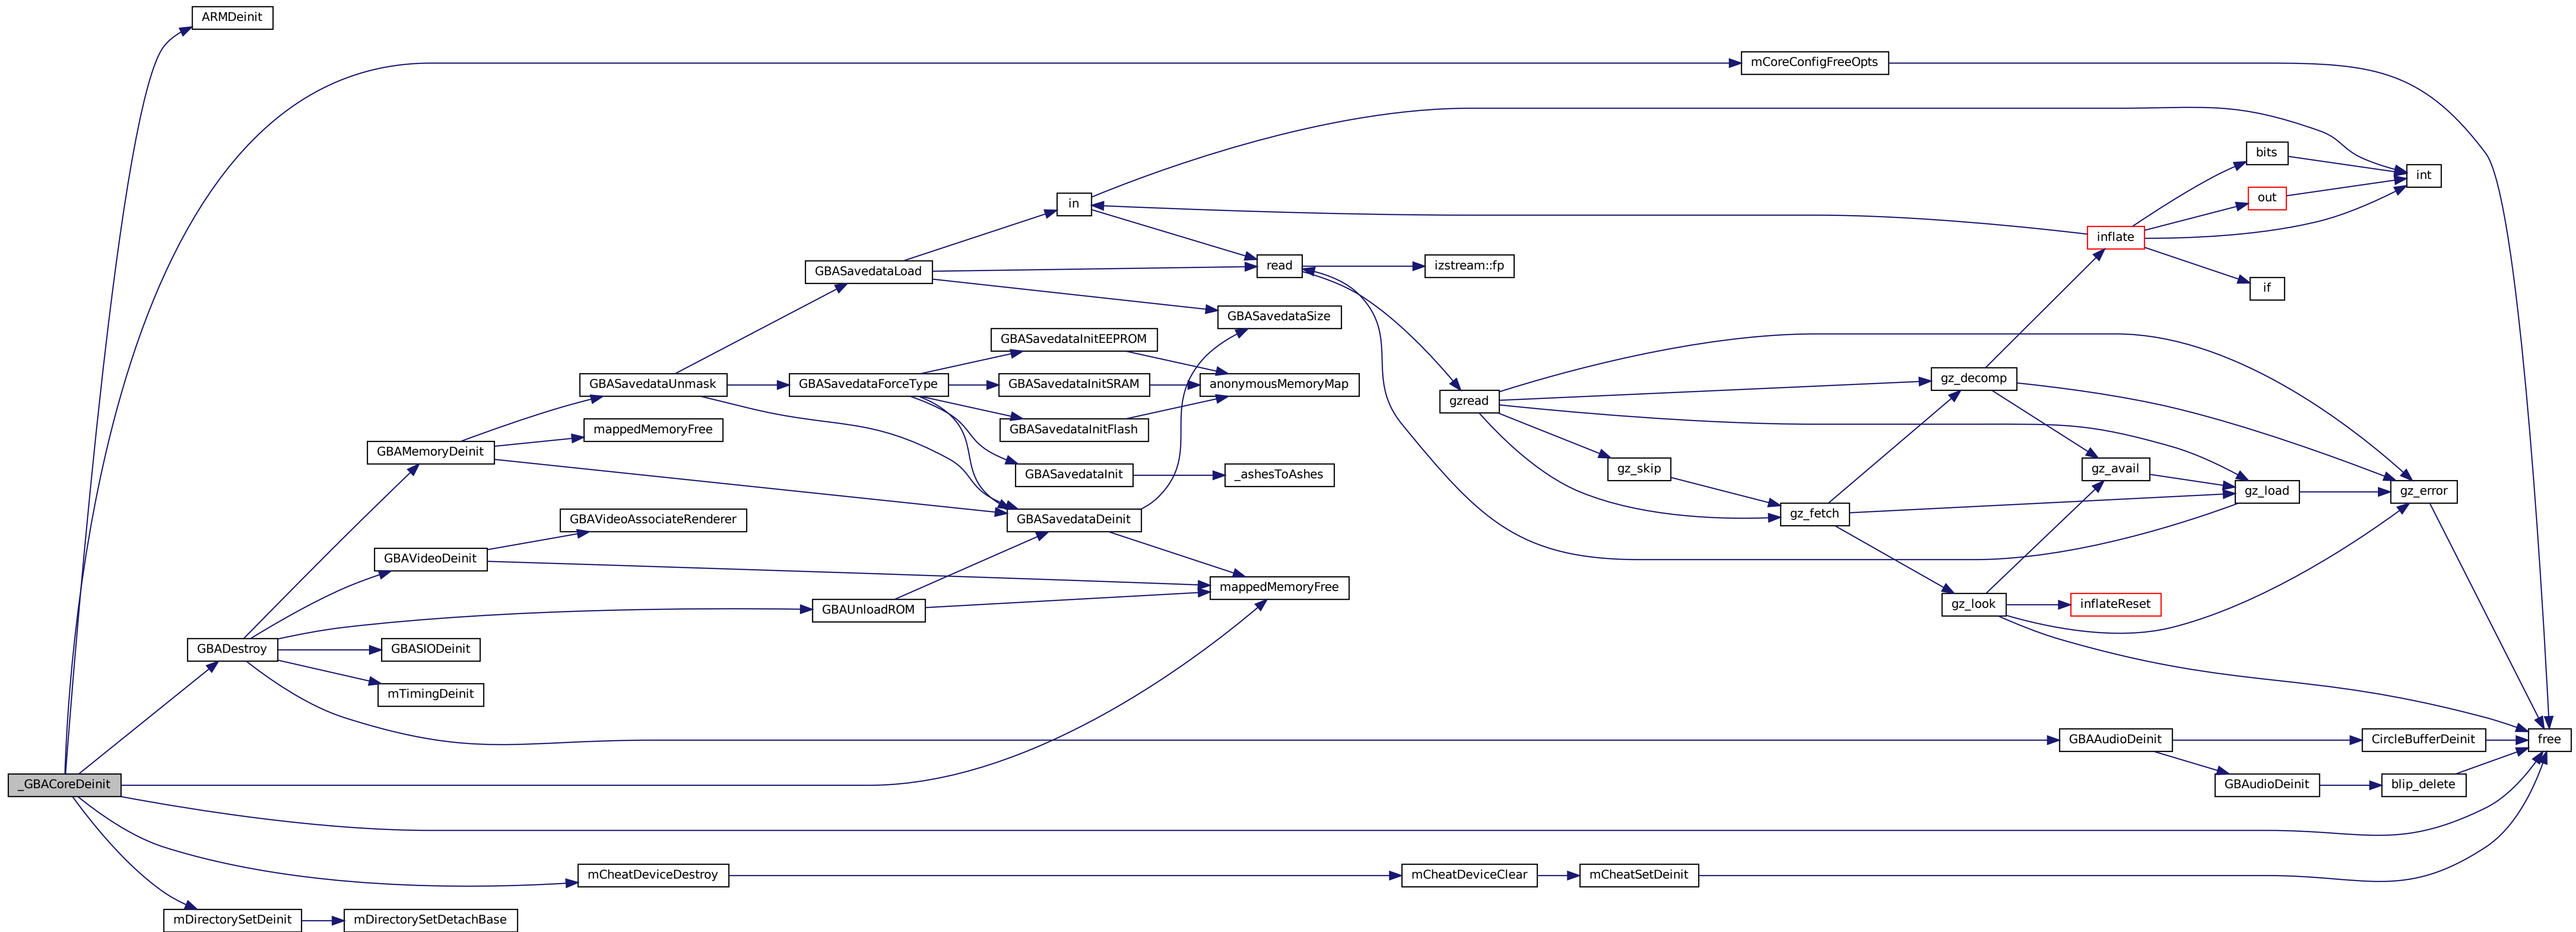 ARMDeinit
mCoreConfigFreeOpts
bits
int
out
in
inflate
GBASavedataLoad
read
izstream::fp
if
GBASavedataSize
GBASavedataInitEEPROM
GBASavedataUnmask
GBASavedataForceType
GBASavedataInitSRAM
anonymousMemoryMap
gz_decomp
gzread
GBASavedataInitFlash
mappedMemoryFree
GBAMemoryDeinit
gz_skip
gz_avail
GBASavedataInit
_ashesToAshes
gz_load
gz_error
GBAVideoAssociateRenderer
GBASavedataDeinit
gz_fetch
GBAVideoDeinit
mappedMemoryFree
GBAUnloadROM
gz_look
inflateReset
GBADestroy
GBASIODeinit
mTimingDeinit
GBAAudioDeinit
CircleBufferDeinit
free
_GBACoreDeinit
GBAudioDeinit
blip_delete
mCheatDeviceDestroy
mCheatDeviceClear
mCheatSetDeinit
mDirectorySetDeinit
mDirectorySetDetachBase